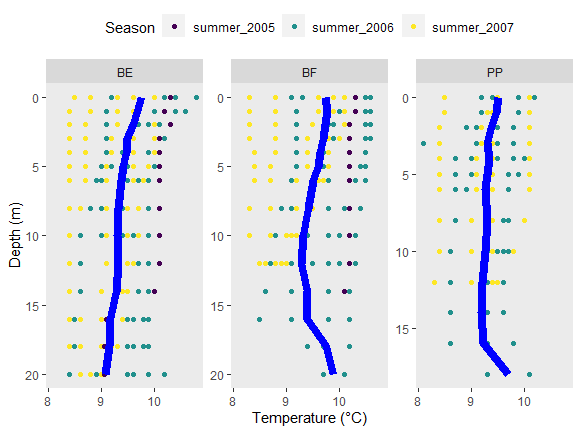 Season summer_2005 summer_2006 summer_2007
BE BF PP
0 0 0
5 5 5
Depth (m)
10 10 10
15 15 15
20 20
8 9 10 8 9 10 8 9 10
Temperature (°C)